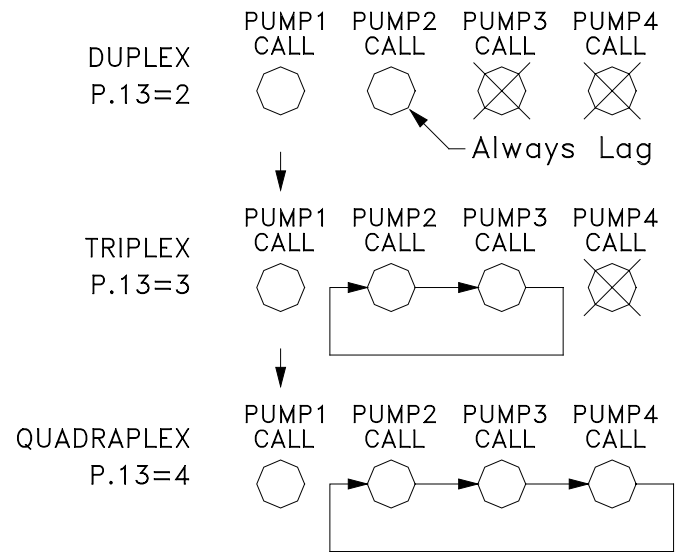 PUMP1 PUMP2 PUMP3 PUMP4
CALL CALL CALL CALL
DUPLEX
P.13=2
Always Lag
PUMP1 PUMP2 PUMP3 PUMP4
CALL CALL CALL CALL
TRIPLEX
P.13=3
PUMP1 PUMP2 PUMP3 PUMP4
CALL CALL CALL CALL
QUADRAPLEX
P.13=4